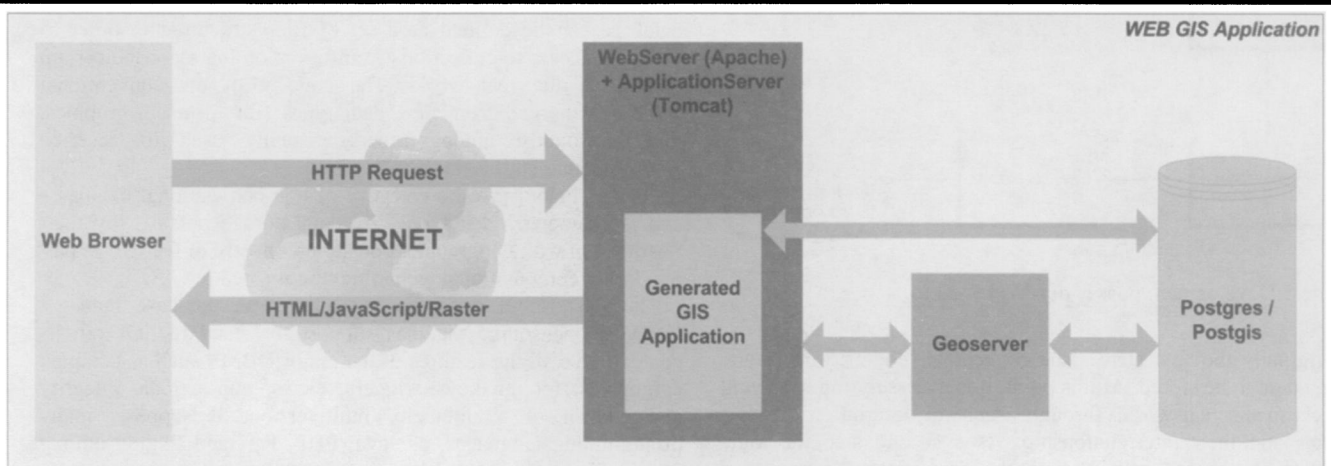 WEB GIS Application
WebServer (Apache)
+ ApplicationServer
(Tomcat)
HTTP Request
Web Browser
INTERNET
HTML/JavaScript/Raster
Generated
GIS
Application
Geoserver
Postgres /
Postgis